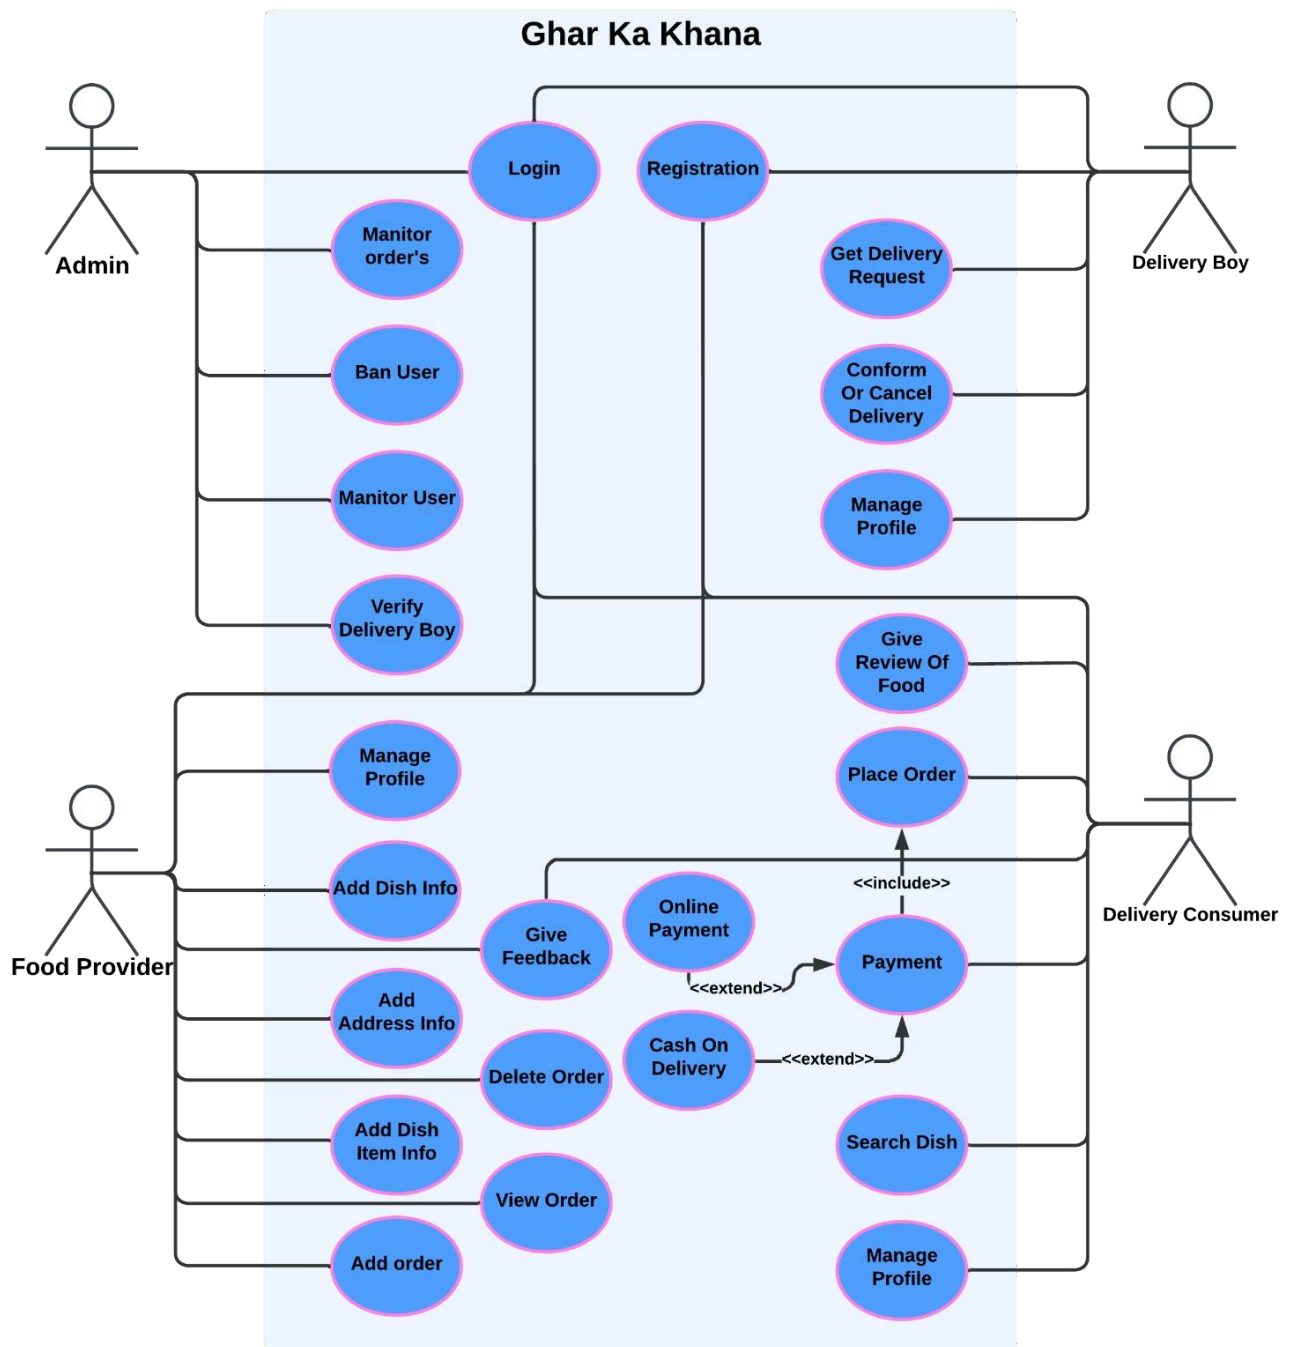 Ghar Ka Khana
Login
Registration
Manitor
order's
Admin
Get Delivery
Request
Delivery Boy
Ban User
Conform
Or Cancel
Delivery
Manitor User
Manage
Profile
Verify
Delivery Boy
Give
Review Of
Food
Manage
Profile
Place Order
Add Dish Info
<<include>>
Online
Payment
Delivery Consumer
Give
Feedback
Food Provider
Payment
<<extend>>
Add
Address Info
Cash On
Delivery
<<extend>>
Delete Order
Add Dish
Item Info
Search Dish
View Order
Add order
Manage
Profile